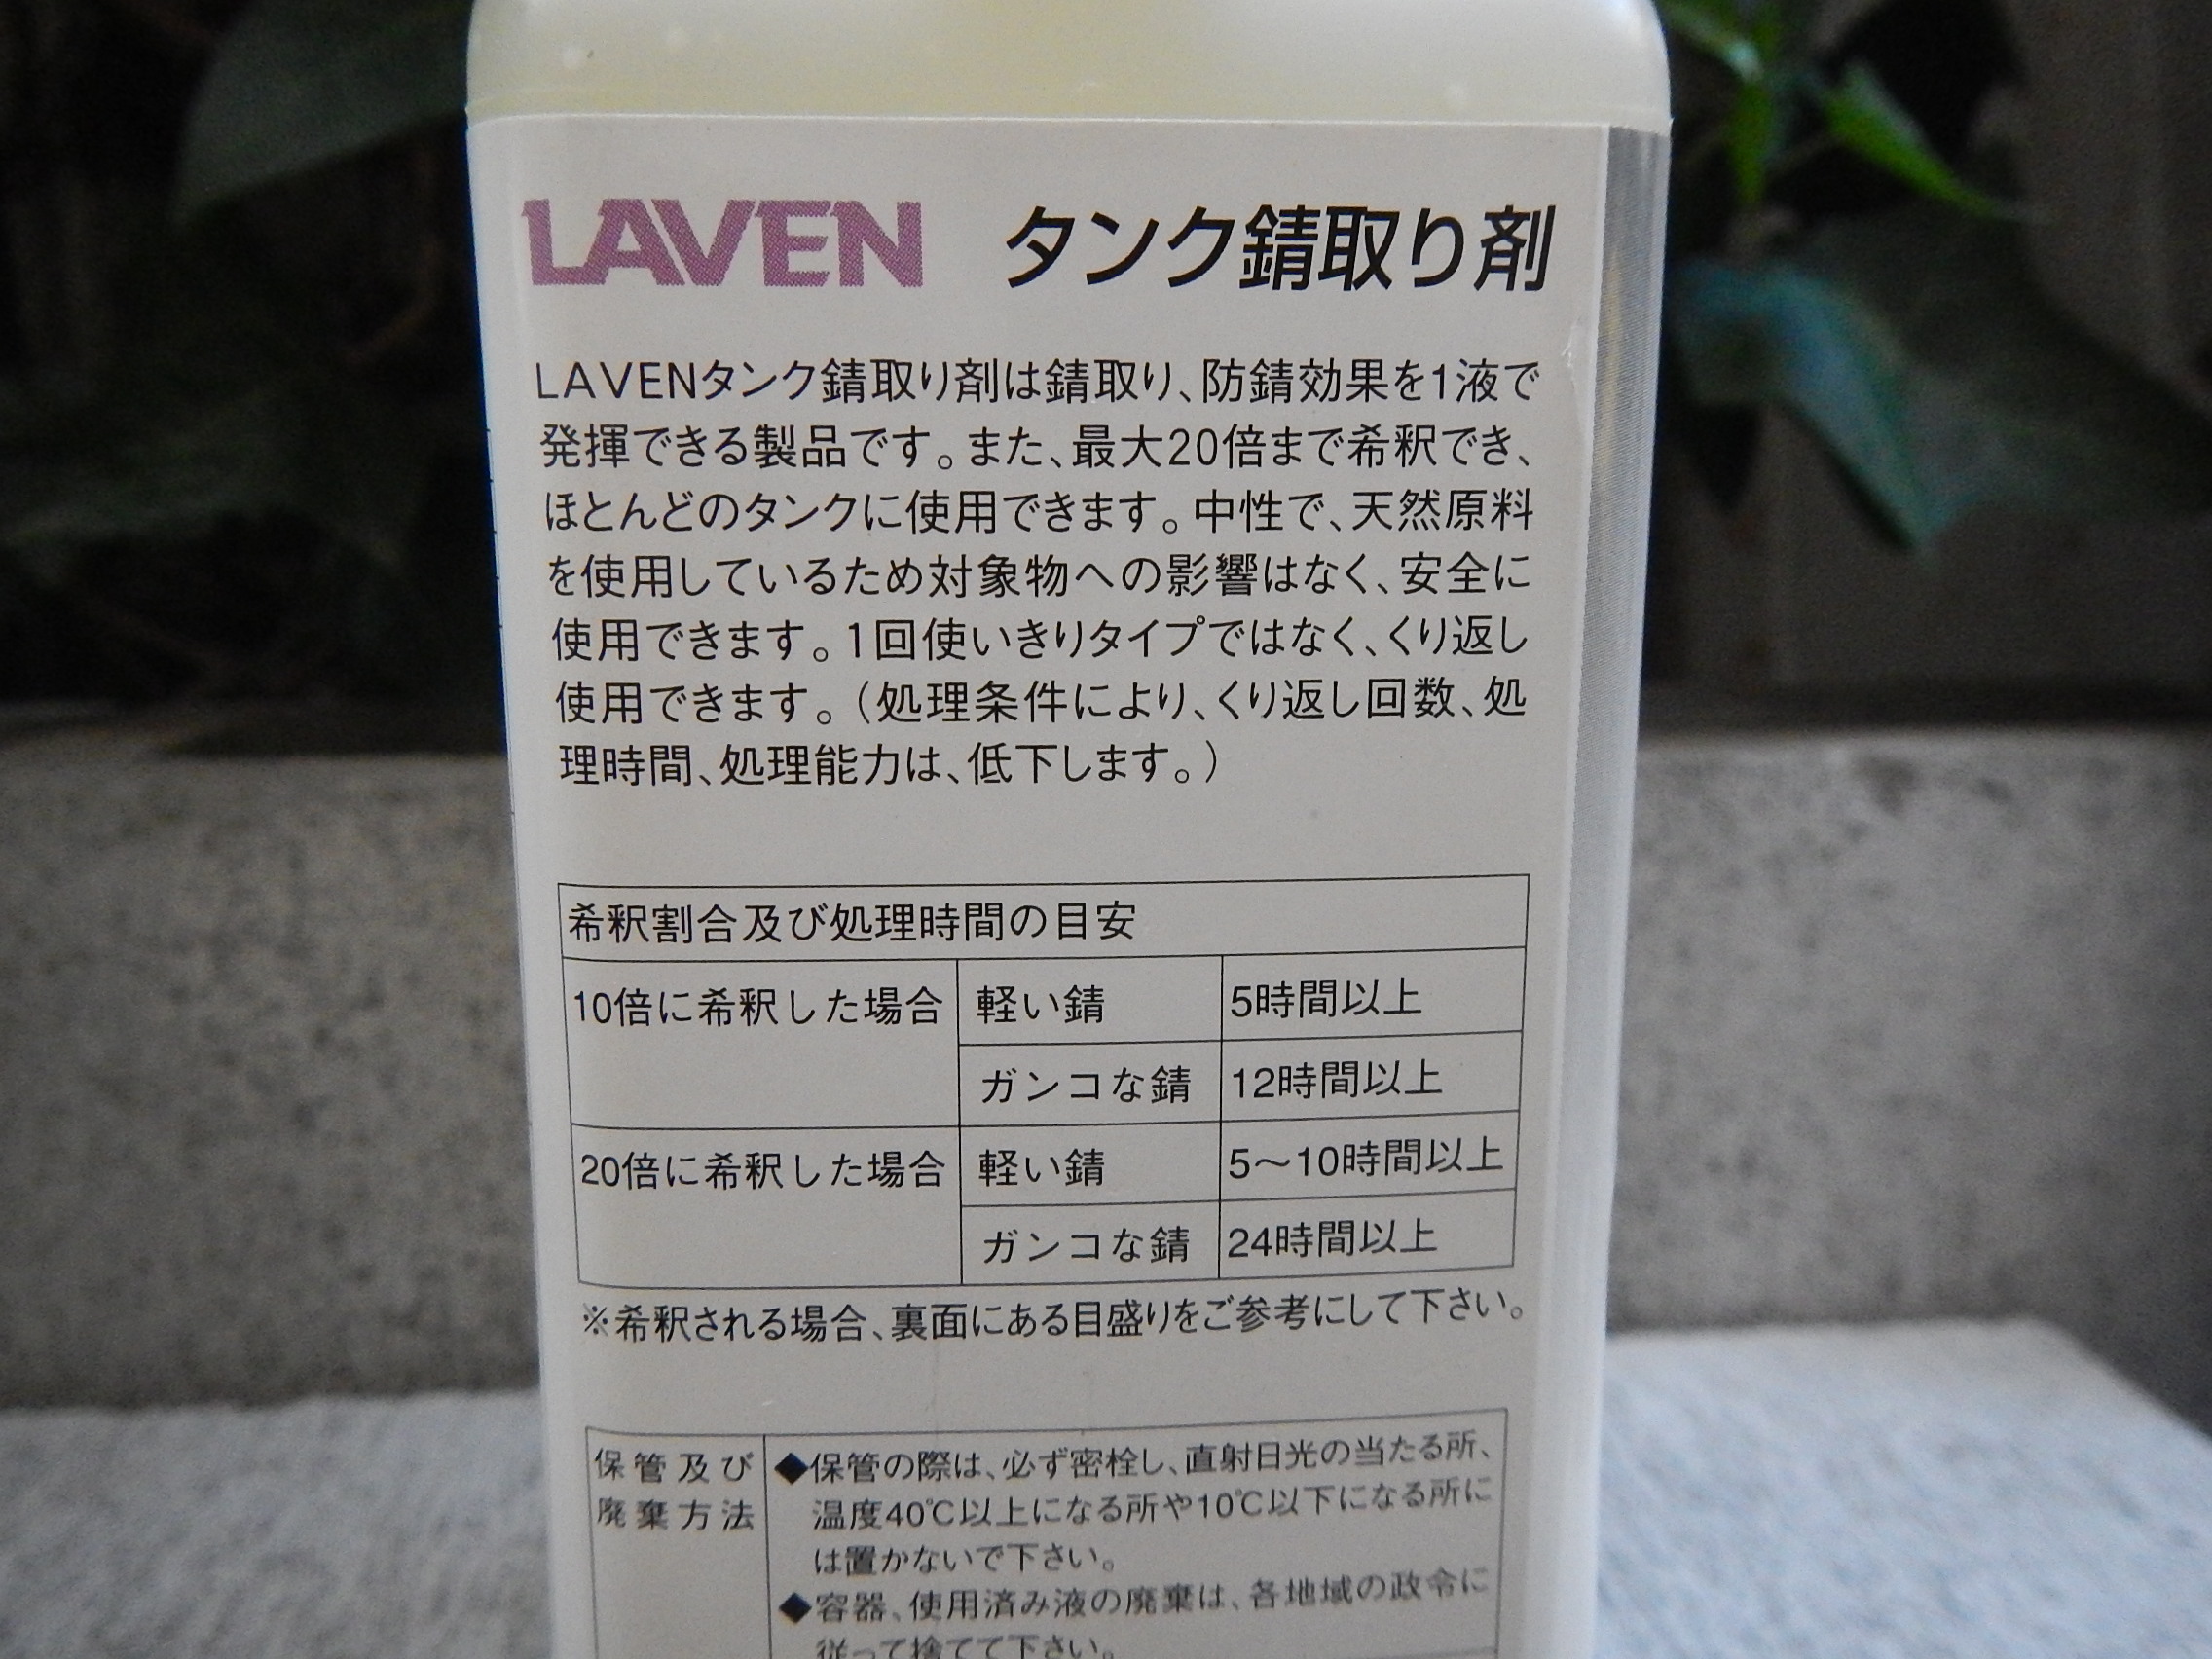 LAVEN タンク錆取り剤
LAVENタンク錆取り剤は錆取り、防錆効果を1液で
発揮できる製品です。また、最大20倍まで希釈でき、
ほとんどのタンクに使用できます。中性で、天然原料
を使用しているため対象物への影響はなく、安全に
使用できます。1回使いきりタイプではなく、くり返し
使用できます。（処理条件により、くり返し回数、処
理時間、処理能力は、低下します。）
希釈割合及び処理時間の目安
10倍に希釈した場合 軽い錆 5時間以上
ガンコな錆 12時間以上
20倍に希釈した場合 軽い錆 5〜10時間以上
ガンコな錆 24時間以上
※希釈される場合、裏面にある目盛りをご参考にして下さい。
保管及び ◆保管の際は、必ず密栓し、直射日光の当たる所、
廃棄方法 温度40℃以上になる所や10℃以下になる所に
は置かないで下さい。
◆容器、使用済み液の廃棄は、各地域の政令に
従って捨てて下さい。